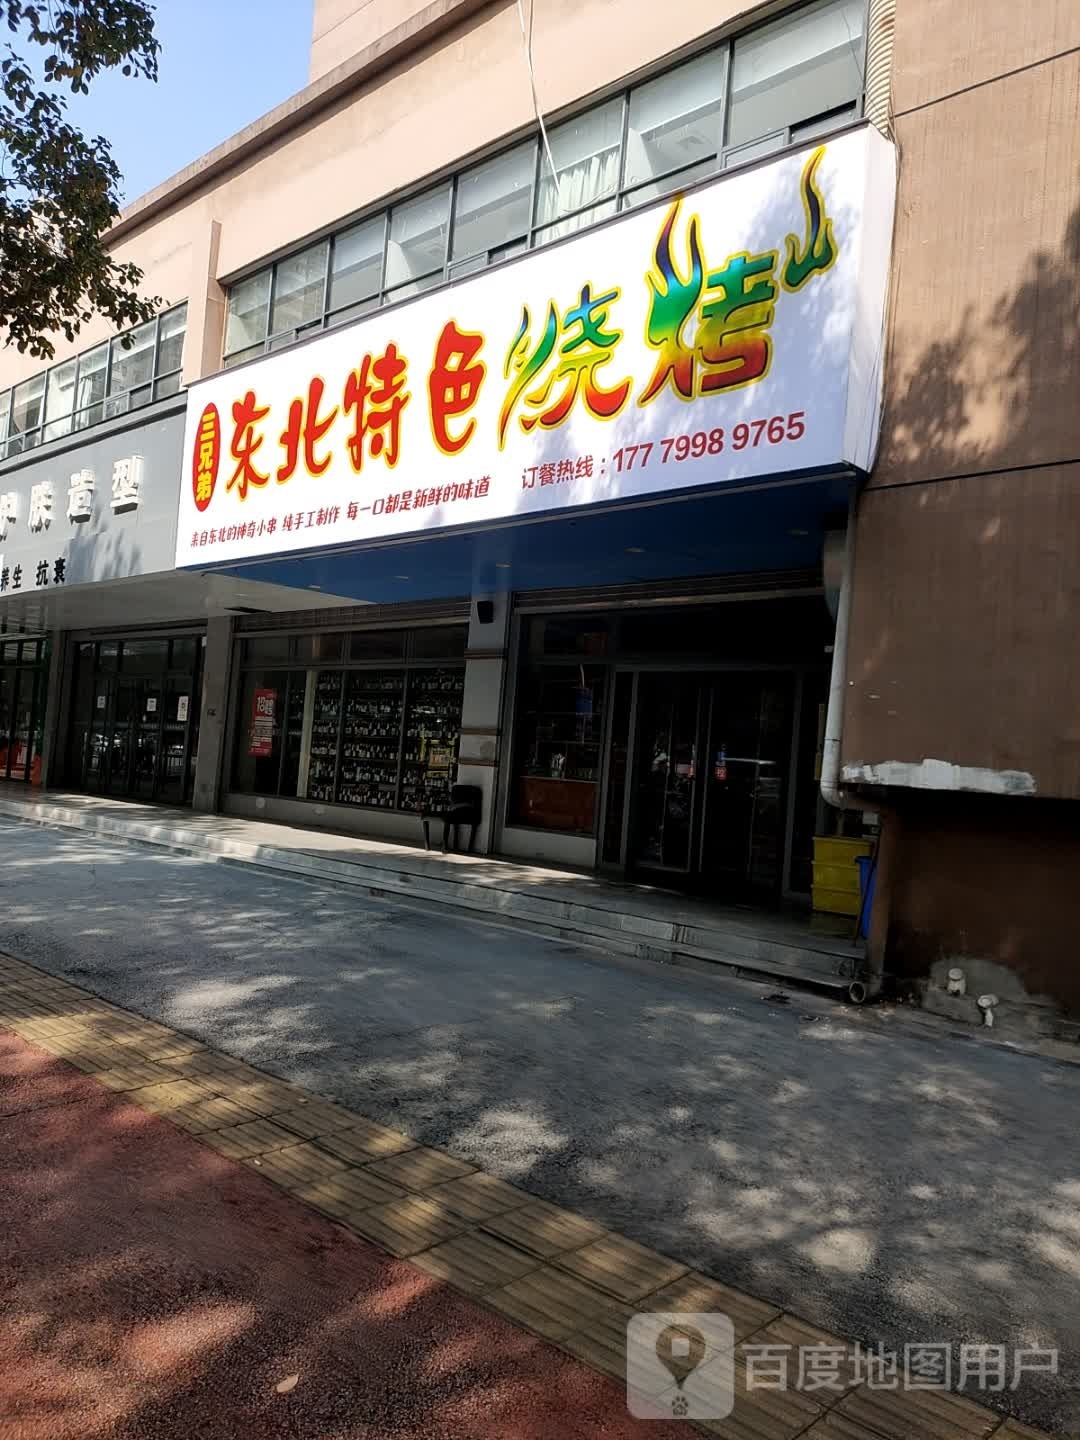 三兄弟 东北特色烧烤
来自东北的神奇小串 纯手工制作 每一口都是新鲜的味道
订餐热线：177 7998 9765
护肤造型
养生 抗衰
招聘
百度地图用户